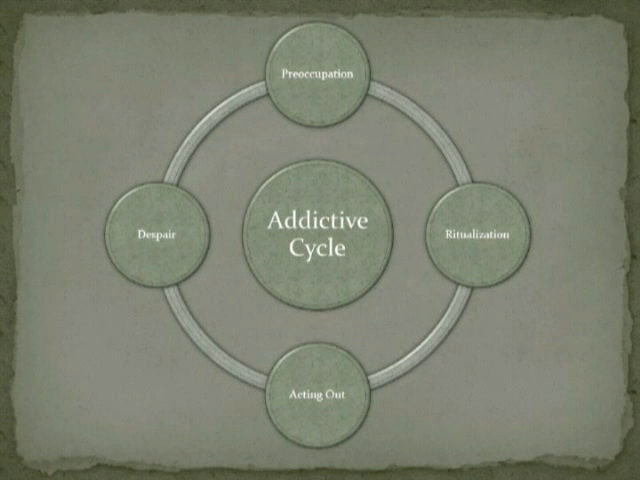 Preoccupation
Addictive
Cycle
Despair
Ritualization
Acting Out